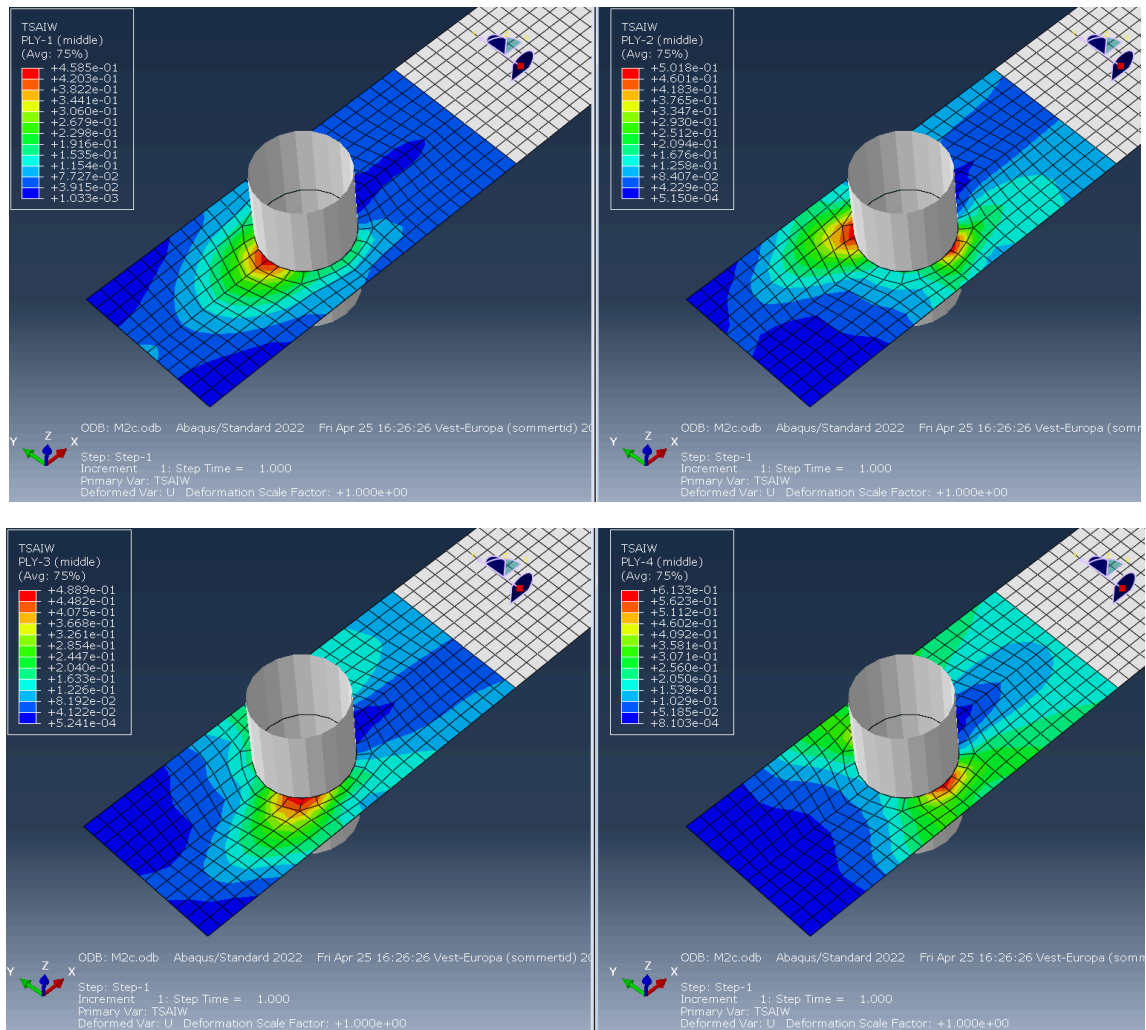 TSAIW
PLY-1 (middle)
(Avg: 75%)
+4.585e-01
+4.203e-01
+3.822e-01
+3.441e-01
+3.060e-01
+2.679e-01
+2.298e-01
+1.916e-01
+1.535e-01
+1.154e-01
+7.727e-02
+3.915e-02
+1.033e-03
Y Z X
ODB: M2c.odb Abaqus/Standard 2022 Fri Apr 25 16:26:26 Vest-Europa (sommertid) 20
Step: Step-1
Increment 1: Step Time = 1.000
Primary Var: TSAIW
Deformed Var: U Deformation Scale Factor: +1.000e+00
TSAIW
PLY-2 (middle)
(Avg: 75%)
+5.018e-01
+4.601e-01
+4.183e-01
+3.765e-01
+3.347e-01
+2.930e-01
+2.512e-01
+2.094e-01
+1.676e-01
+1.258e-01
+8.407e-02
+4.229e-02
+5.150e-04
Y Z X
ODB: M2c.odb Abaqus/Standard 2022 Fri Apr 25 16:26:26 Vest-Europa (somme
Step: Step-1
Increment 1: Step Time = 1.000
Primary Var: TSAIW
Deformed Var: U Deformation Scale Factor: +1.000e+00
TSAIW
PLY-3 (middle)
(Avg: 75%)
+4.889e-01
+4.482e-01
+4.075e-01
+3.668e-01
+3.261e-01
+2.854e-01
+2.447e-01
+2.040e-01
+1.633e-01
+1.226e-01
+8.192e-02
+4.122e-02
+5.241e-04
Y Z X
ODB: M2c.odb Abaqus/Standard 2022 Fri Apr 25 16:26:26 Vest-Europa (sommertid) 20
Step: Step-1
Increment 1: Step Time = 1.000
Primary Var: TSAIW
Deformed Var: U Deformation Scale Factor: +1.000e+00
TSAIW
PLY-4 (middle)
(Avg: 75%)
+6.133e-01
+5.623e-01
+5.112e-01
+4.602e-01
+4.092e-01
+3.581e-01
+3.071e-01
+2.560e-01
+2.050e-01
+1.539e-01
+1.029e-01
+5.185e-02
+8.103e-04
Y Z X
ODB: M2c.odb Abaqus/Standard 2022 Fri Apr 25 16:26:26 Vest-Europa (somme
Step: Step-1
Increment 1: Step Time = 1.000
Primary Var: TSAIW
Deformed Var: U Deformation Scale Factor: +1.000e+00